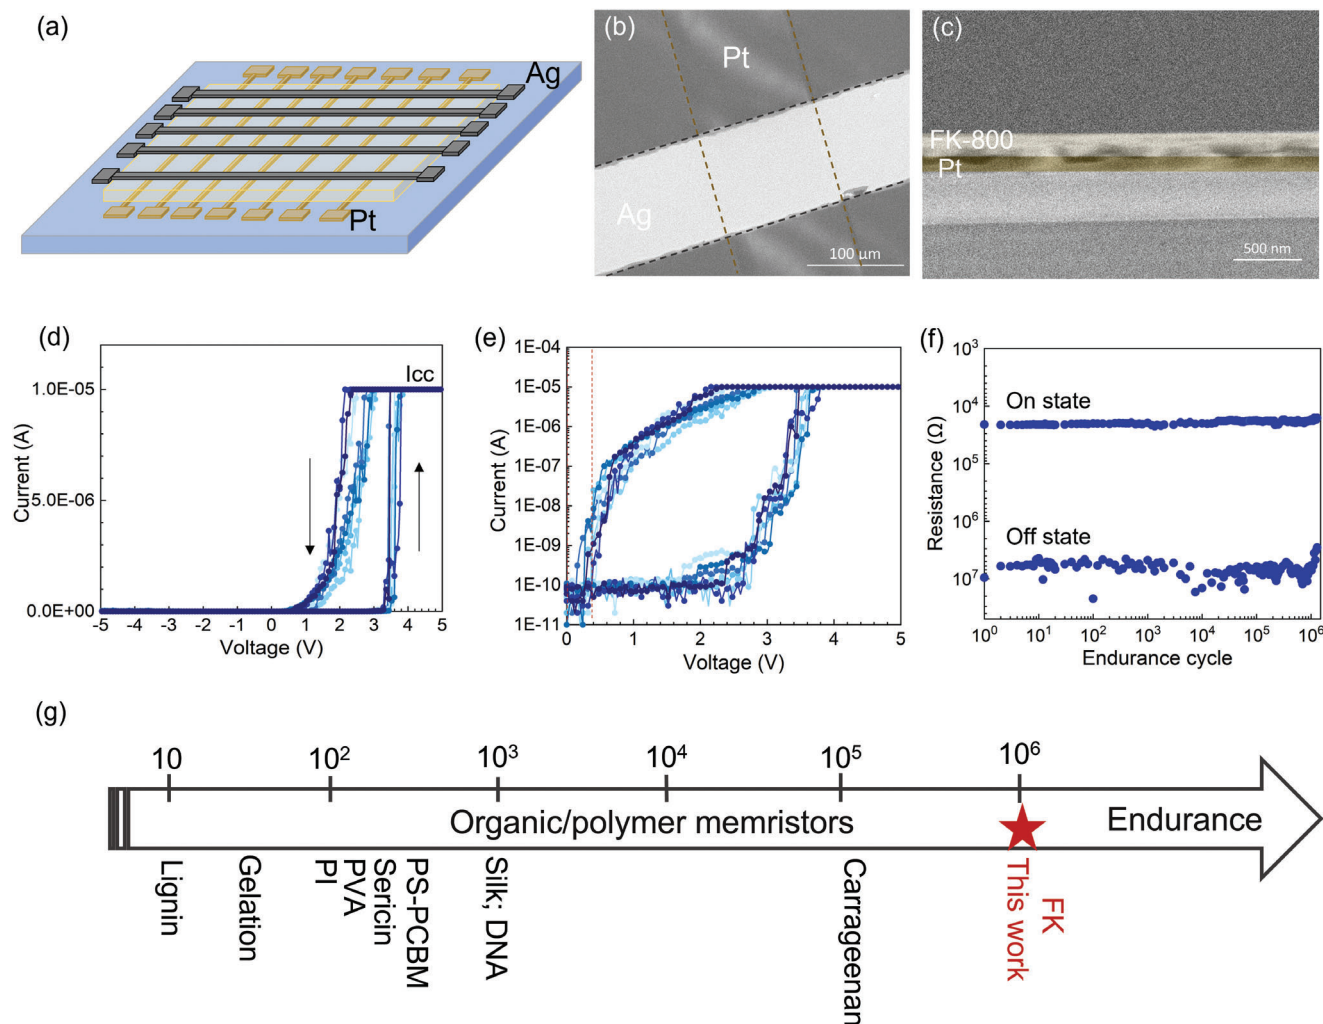 (a)
Ag
Pt
(b)
Pt
Ag
100 µm
(c)
FK-800
Pt
500 nm
(d)
Icc
1.0E-05
5.0E-06
0.0E+00
-5 -4 -3 -2 -1 0 1 2 3 4 5
Current (A)
Voltage (V)
(e)
1E-04
1E-05
1E-06
1E-07
1E-08
1E-09
1E-10
1E-11
0 1 2 3 4 5
Current (A)
Voltage (V)
(f)
10³
10⁴
10⁵
10⁶
10⁷
On state
Off state
10⁰ 10¹ 10² 10³ 10⁴ 10⁵ 10⁶
Resistance (Ω)
Endurance cycle
(g)
10 10² 10³ 10⁴ 10⁵ 10⁶
Organic/polymer memristors
Endurance
Lignin
Gelation
PI
PVA
Sericin
PS-PCBM
Silk; DNA
Carrageenan
This work
FK